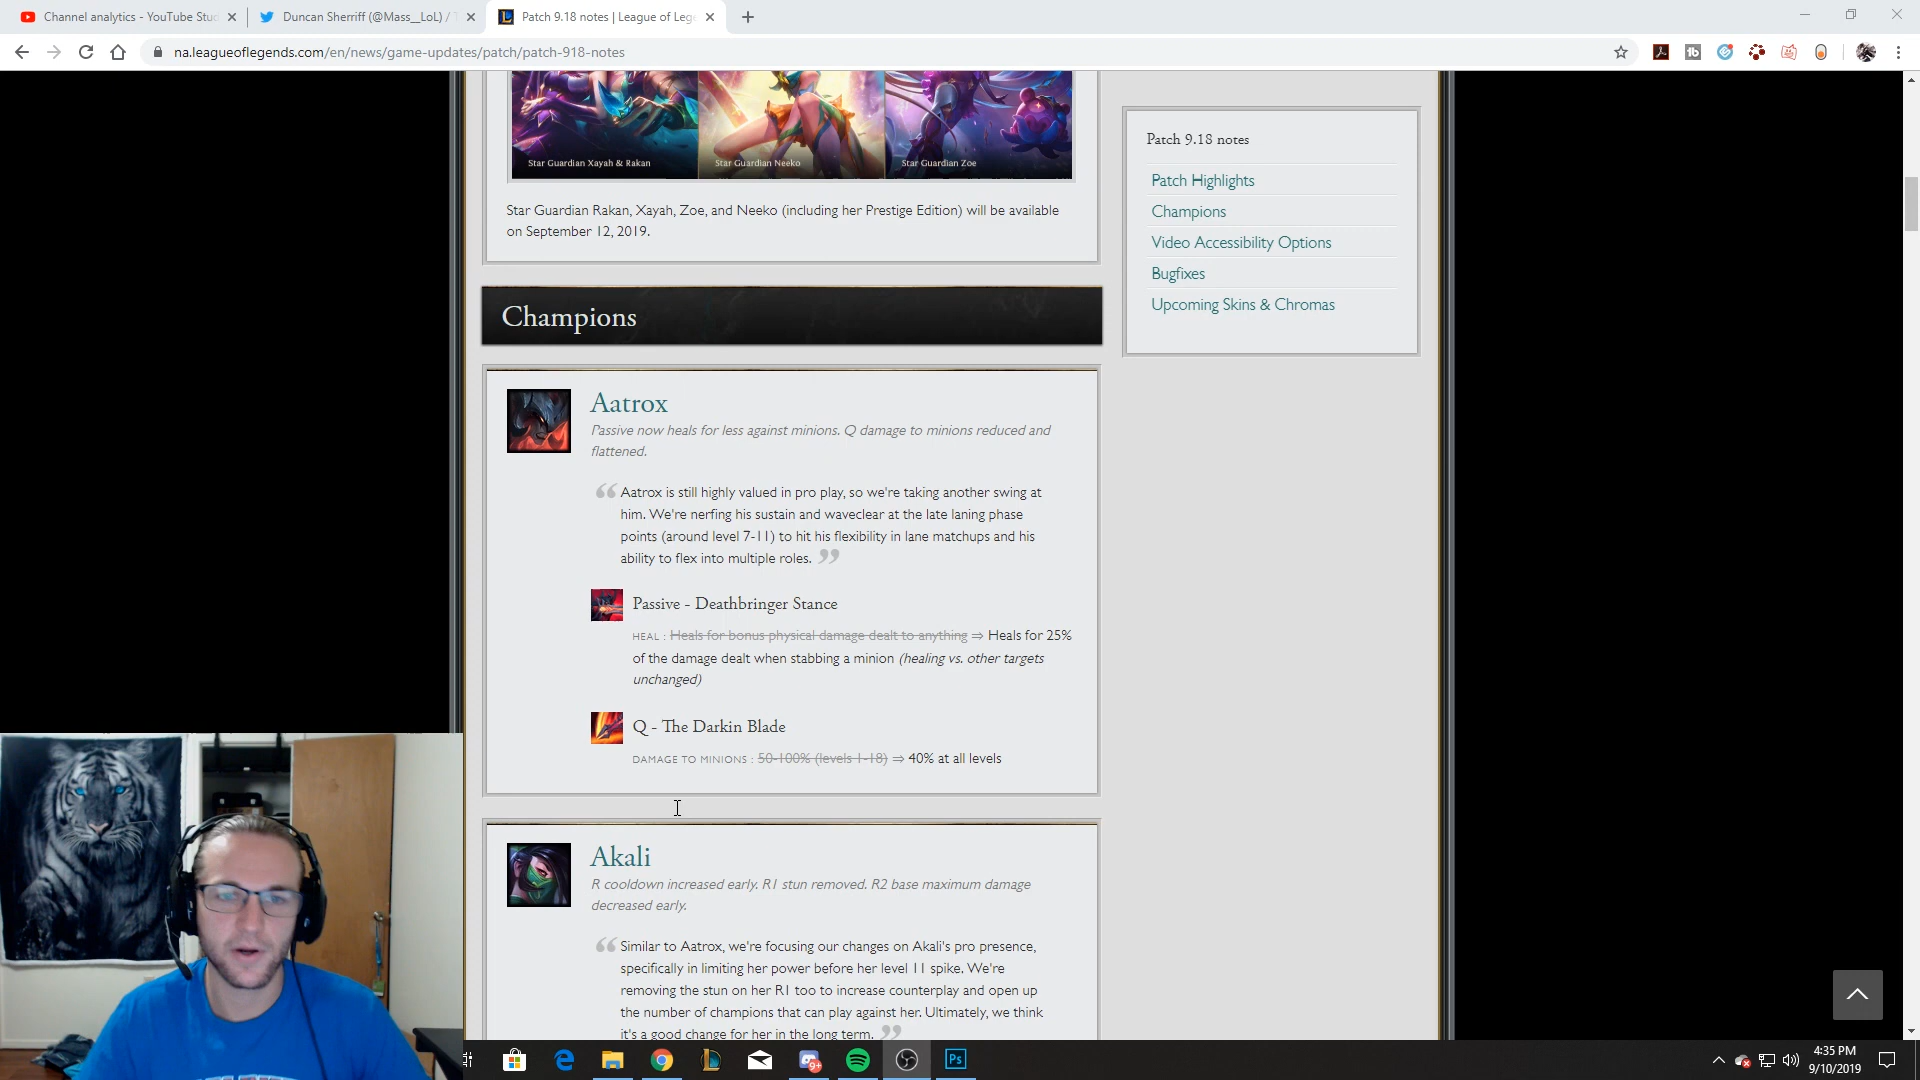 Channel analytics - YouTube Stu
Duncan Sherriff (@Mass__LoL) / T
Patch 9.18 notes | League of Lege
na.leagueoflegends.com/en/news/game-updates/patch/patch-918-notes
Star Guardian Xayah & Rakan
Star Guardian Neeko
Star Guardian Zoe
Star Guardian Rakan, Xayah, Zoe, and Neeko (including her Prestige Edition) will be available
on September 12, 2019.
Patch 9.18 notes
Patch Highlights
Champions
Video Accessibility Options
Bugfixes
Upcoming Skins & Chromas
Champions
Aatrox
Passive now heals for less against minions. Q damage to minions reduced and
flattened.
“ Aatrox is still highly valued in pro play, so we're taking another swing at
him. We're nerfing his sustain and waveclear at the late laning phase
points (around level 7-11) to hit his flexibility in lane matchups and his
ability to flex into multiple roles. ”
Passive - Deathbringer Stance
HEAL : Heals for bonus physical damage dealt to anything ⇒ Heals for 25%
of the damage dealt when stabbing a minion (healing vs. other targets
unchanged)
Q - The Darkin Blade
DAMAGE TO MINIONS : 50-100% (levels 1-18) ⇒ 40% at all levels
Akali
R cooldown increased early. R1 stun removed. R2 base maximum damage
decreased early.
“ Similar to Aatrox, we're focusing our changes on Akali's pro presence,
specifically in limiting her power before her level 11 spike. We're
removing the stun on her R1 too to increase counterplay and open up
the number of champions that can play against her. Ultimately, we think
it's a good change for her in the long term. ”
9+
Ps
4:35 PM
9/10/2019